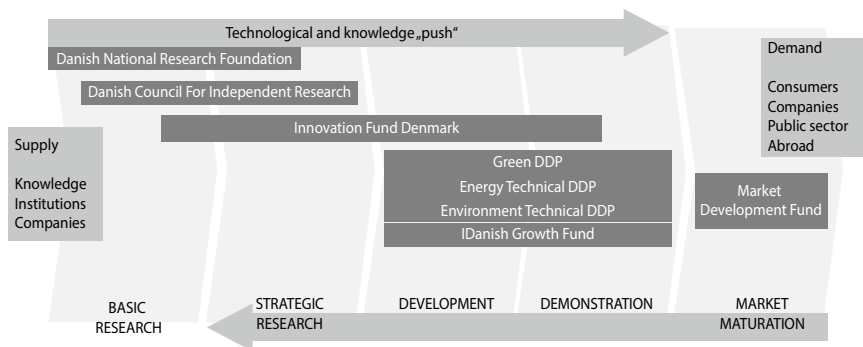 Technological and knowledge „push“
Danish National Research Foundation
Danish Council For Independent Research
Innovation Fund Denmark
Supply
Knowledge
Institutions
Companies
Green DDP
Energy Technical DDP
Environment Technical DDP
IDanish Growth Fund
Demand
Consumers
Companies
Public sector
Abroad
Market
Development Fund
BASIC
RESEARCH
STRATEGIC
RESEARCH
DEVELOPMENT
DEMONSTRATION
MARKET
MATURATION